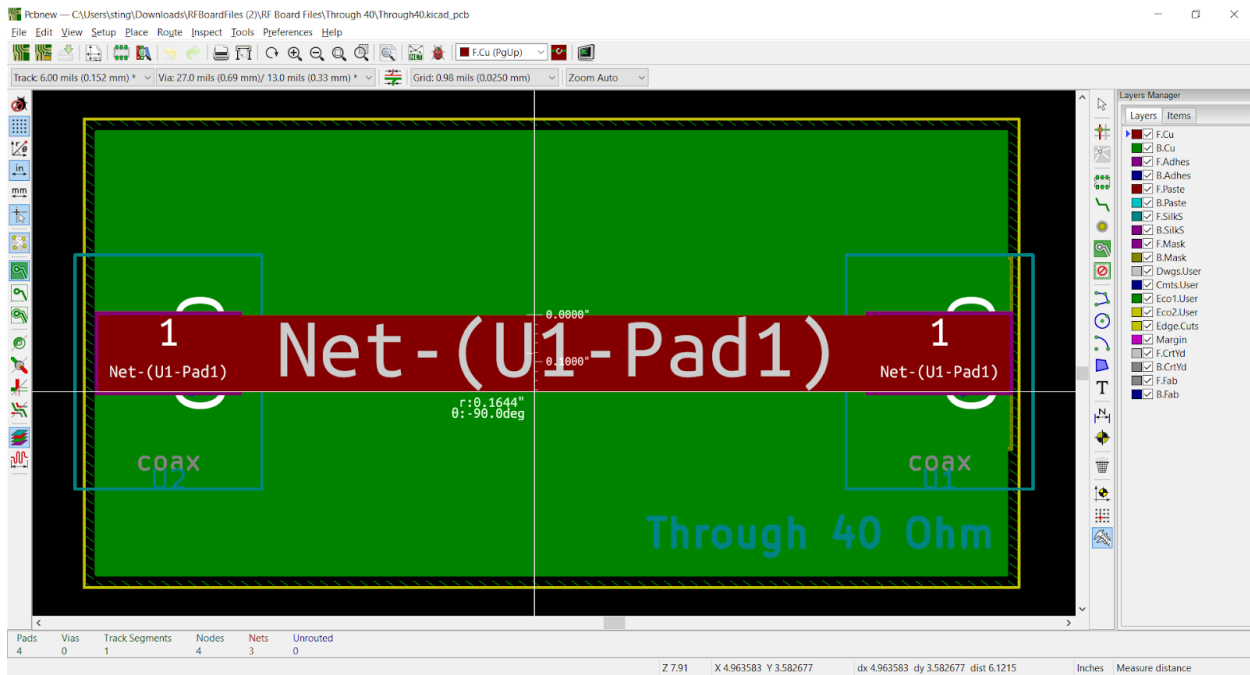 Pcbnew — C:\Users\sting\Downloads\RFBoardFiles (2)\RF Board Files\Through 40\Through40.kicad_pcb
File Edit View Setup Place Route Inspect Tools Preferences Help
F.Cu (PgUp)
Track: 6.00 mils (0.152 mm) * Via: 27.0 mils (0.69 mm)/ 13.0 mils (0.33 mm) * Grid: 0.98 mils (0.0250 mm) Zoom Auto
Layers Manager
Layers Items
F.Cu
B.Cu
F.Adhes
B.Adhes
F.Paste
B.Paste
F.SilkS
B.SilkS
F.Mask
B.Mask
Dwgs.User
Cmts.User
Eco1.User
Eco2.User
Edge.Cuts
Margin
F.CrtYd
B.CrtYd
F.Fab
B.Fab
in
mm
0.0000"
1
Net-(U1-Pad1)
Net-(U1-Pad1)
0.1000"
1
Net-(U1-Pad1)
r:0.1644"
θ:-90.0deg
coax
U2
coax
U1
Through 40 Ohm
Pads Vias Track Segments Nodes Nets Unrouted
4 0 1 4 3 0
Z 7.91 X 4.963583 Y 3.582677 dx 4.963583 dy 3.582677 dist 6.1215 Inches Measure distance